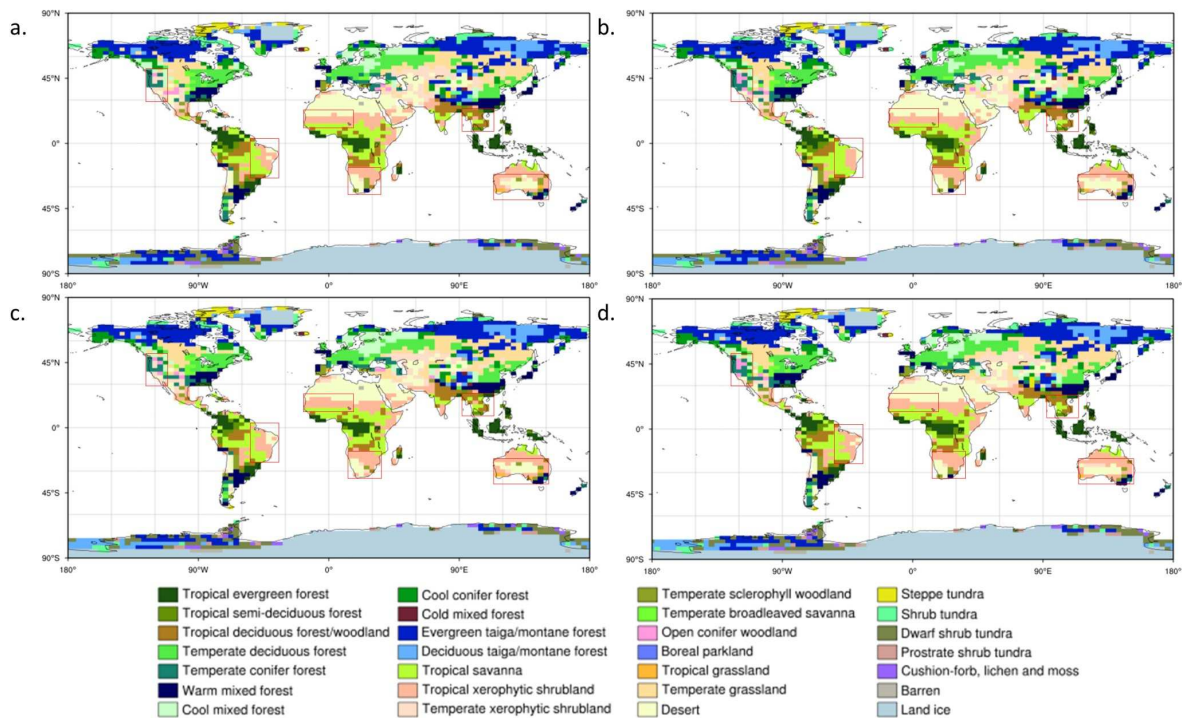 a.
90°N
45°N
0°
45°S
90°S
180°
90°W
0°
90°E
180°
b.
90°N
45°N
0°
45°S
90°S
180°
90°W
0°
90°E
180°
c.
90°N
45°N
0°
45°S
90°S
180°
90°W
0°
90°E
180°
d.
90°N
45°N
0°
45°S
90°S
180°
90°W
0°
90°E
180°
Tropical evergreen forest
Tropical semi-deciduous forest
Tropical deciduous forest/woodland
Temperate deciduous forest
Temperate conifer forest
Warm mixed forest
Cool mixed forest
Cool conifer forest
Cold mixed forest
Evergreen taiga/montane forest
Deciduous taiga/montane forest
Tropical savanna
Tropical xerophytic shrubland
Temperate xerophytic shrubland
Temperate sclerophyll woodland
Temperate broadleaved savanna
Open conifer woodland
Boreal parkland
Tropical grassland
Temperate grassland
Desert
Steppe tundra
Shrub tundra
Dwarf shrub tundra
Prostrate shrub tundra
Cushion-forb, lichen and moss
Barren
Land ice